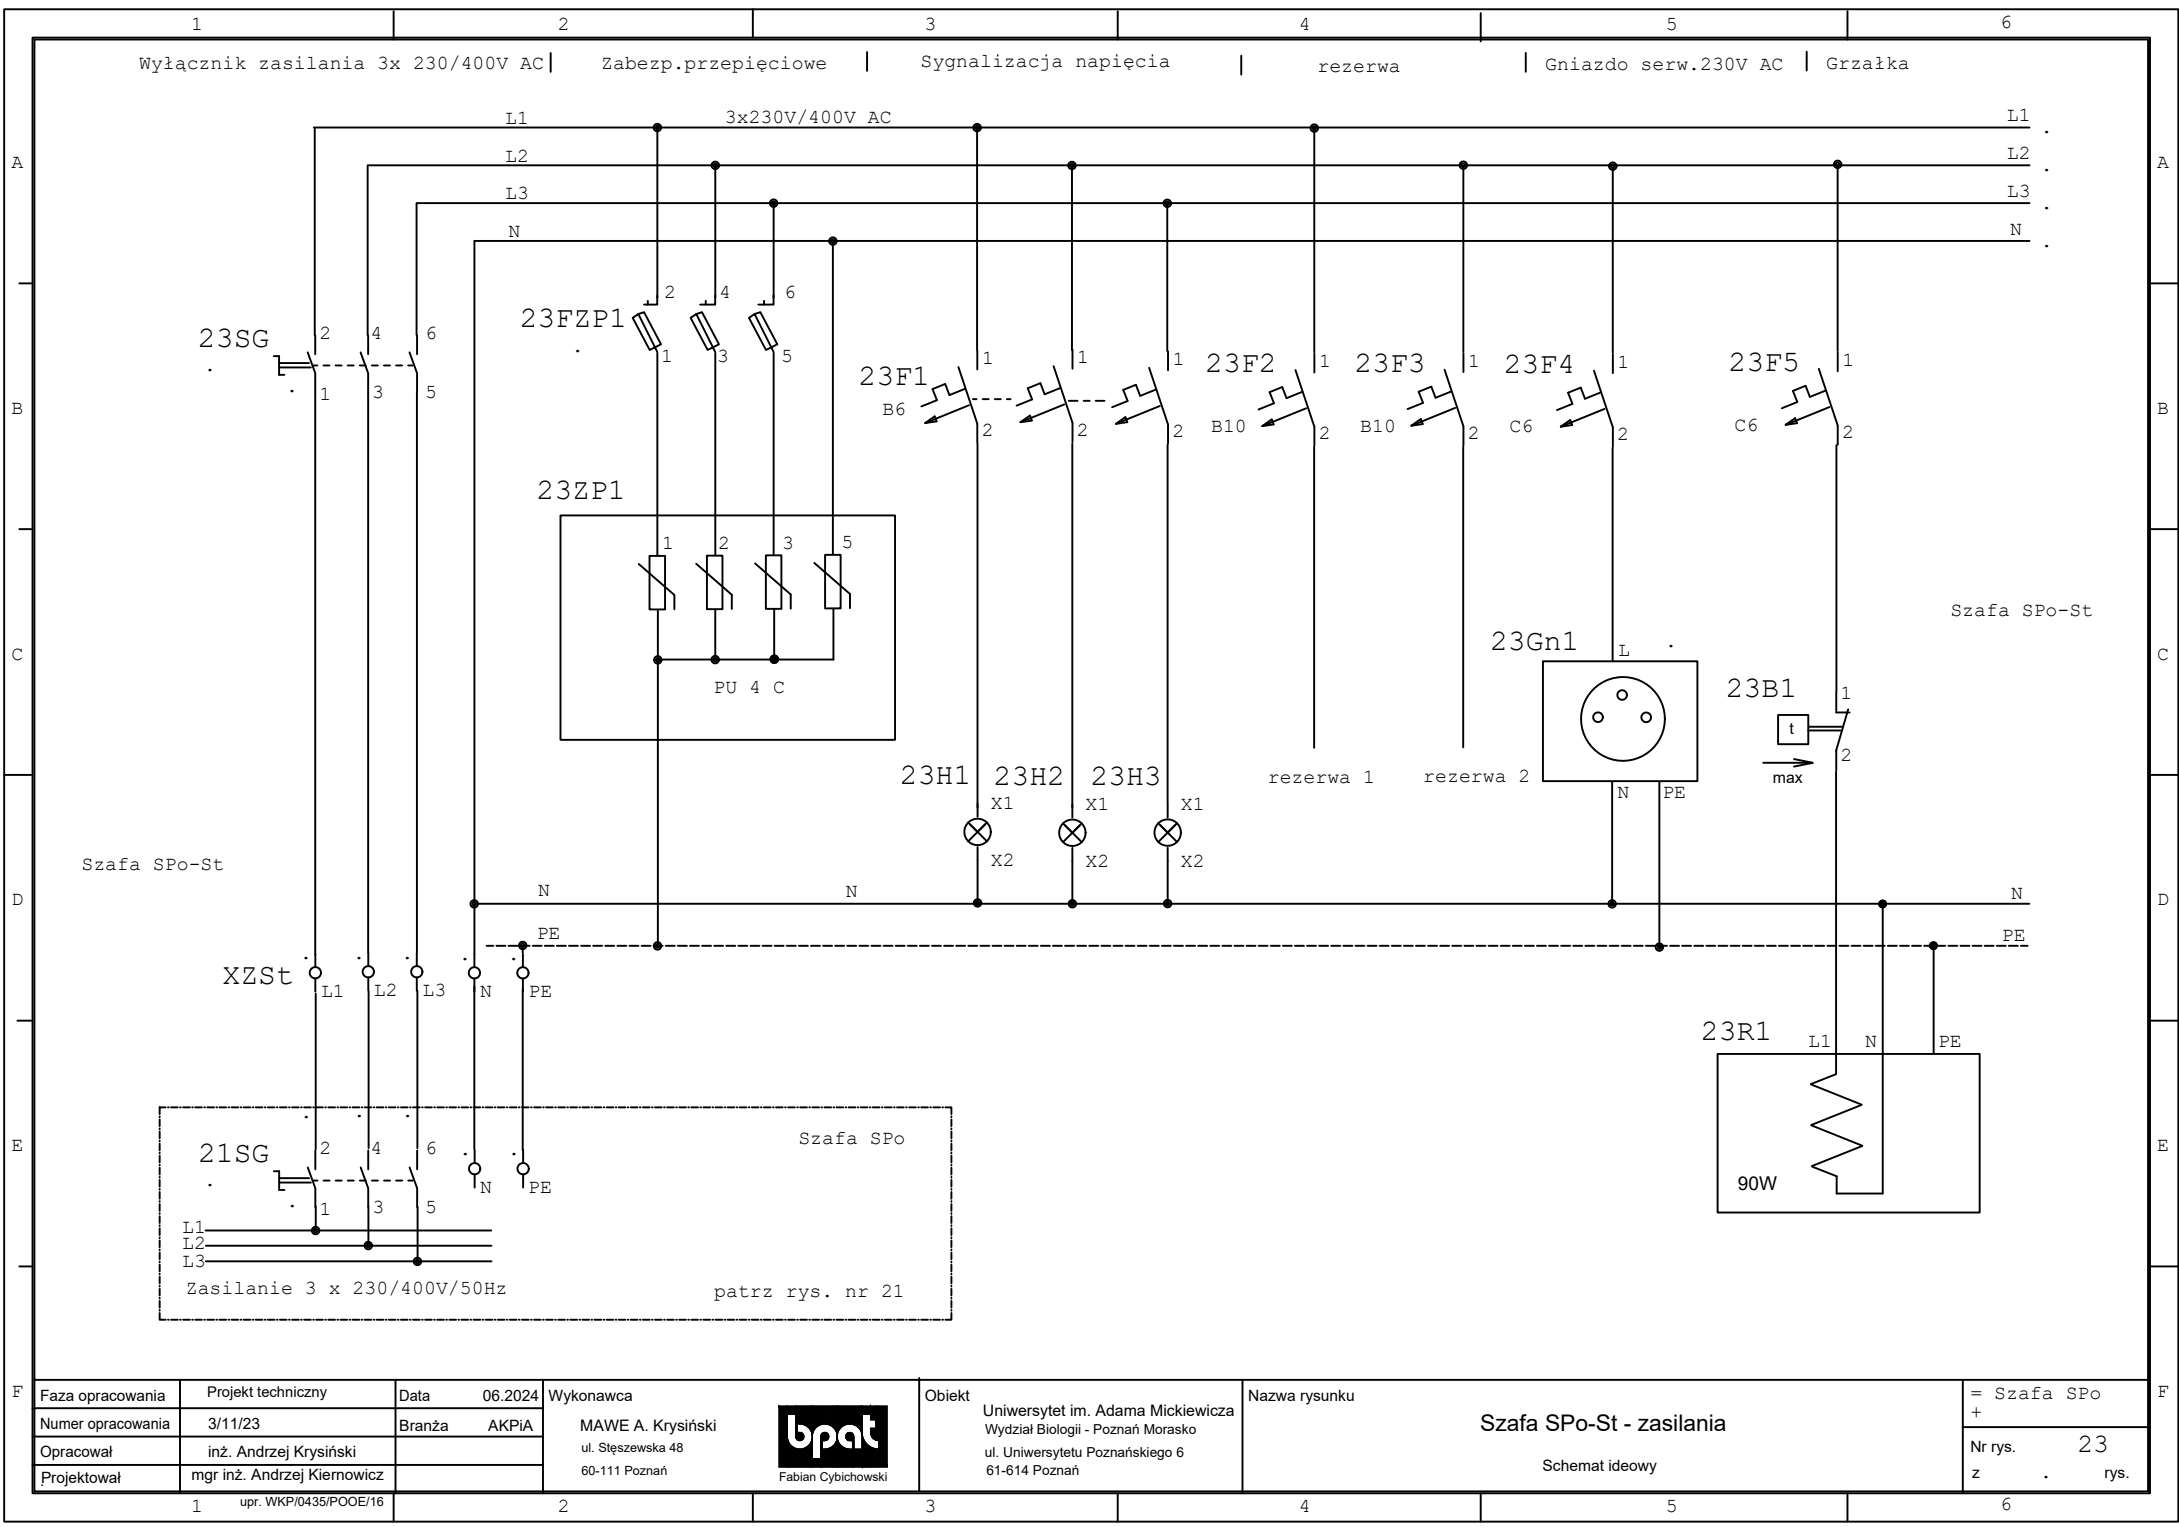 1 2 3 4 5 6
Wyłącznik zasilania 3x 230/400V AC Zabezp.przepięciowe Sygnalizacja napięcia rezerwa Gniazdo serw.230V AC Grzałka
L1 3x230V/400V AC L1
A L2 L2 A
L3 L3
N N
23FZP1 2 4 6
23SG 2 4 6
1 3 5
1 3 5
23F1 1 1 1 23F2 1 23F3 1 23F4 1 23F5 1
B B6 B10 B10 C6 C6 B
2 2 2 2 2 2 2
23ZP1
1 2 3 5
Szafa SPo-St
23Gn1 L
C C
PU 4 C 23B1 1
t
2
max
23H1 23H2 23H3 rezerwa 1 rezerwa 2
N PE
X1 X1 X1
X2 X2 X2
Szafa SPo-St
D N N N D
PE PE
XZSt L1 L2 L3 N PE
23R1 L1 N PE
Szafa SPo
E 21SG 2 4 6 E
N PE
90W
1 3 5
L1
L2
L3
Zasilanie 3 x 230/400V/50Hz patrz rys. nr 21
F F
Faza opracowania Projekt techniczny Data 06.2024
Numer opracowania 3/11/23 Branża AKPiA
Opracował inż. Andrzej Krysiński
Projektował mgr inż. Andrzej Kiernowicz
upr. WKP/0435/POOE/16
Wykonawca
MAWE A. Krysiński
ul. Stęszewska 48
60-111 Poznań
bpat
Fabian Cybichowski
Obiekt
Uniwersytet im. Adama Mickiewicza
Wydział Biologii - Poznań Morasko
ul. Uniwersytetu Poznańskiego 6
61-614 Poznań
Nazwa rysunku
Szafa SPo-St - zasilania
Schemat ideowy
= Szafa SPo
+
Nr rys. 23
z . rys.
1 2 3 4 5 6